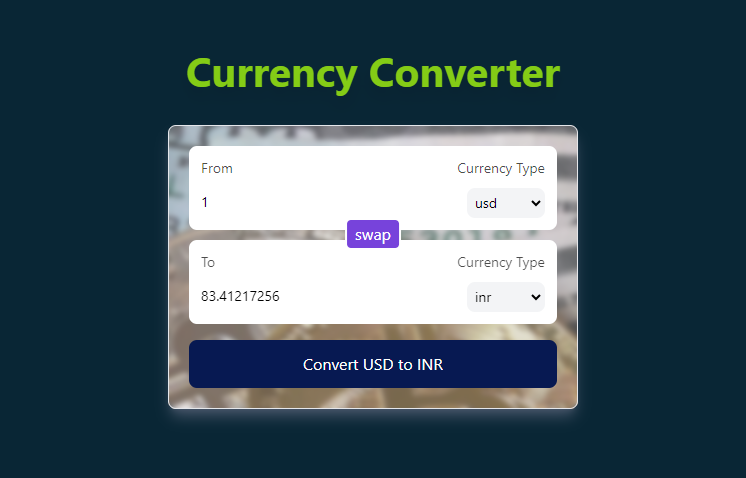 Currency Converter
From Currency Type
1 usd
swap
To Currency Type
83.41217256 inr
Convert USD to INR